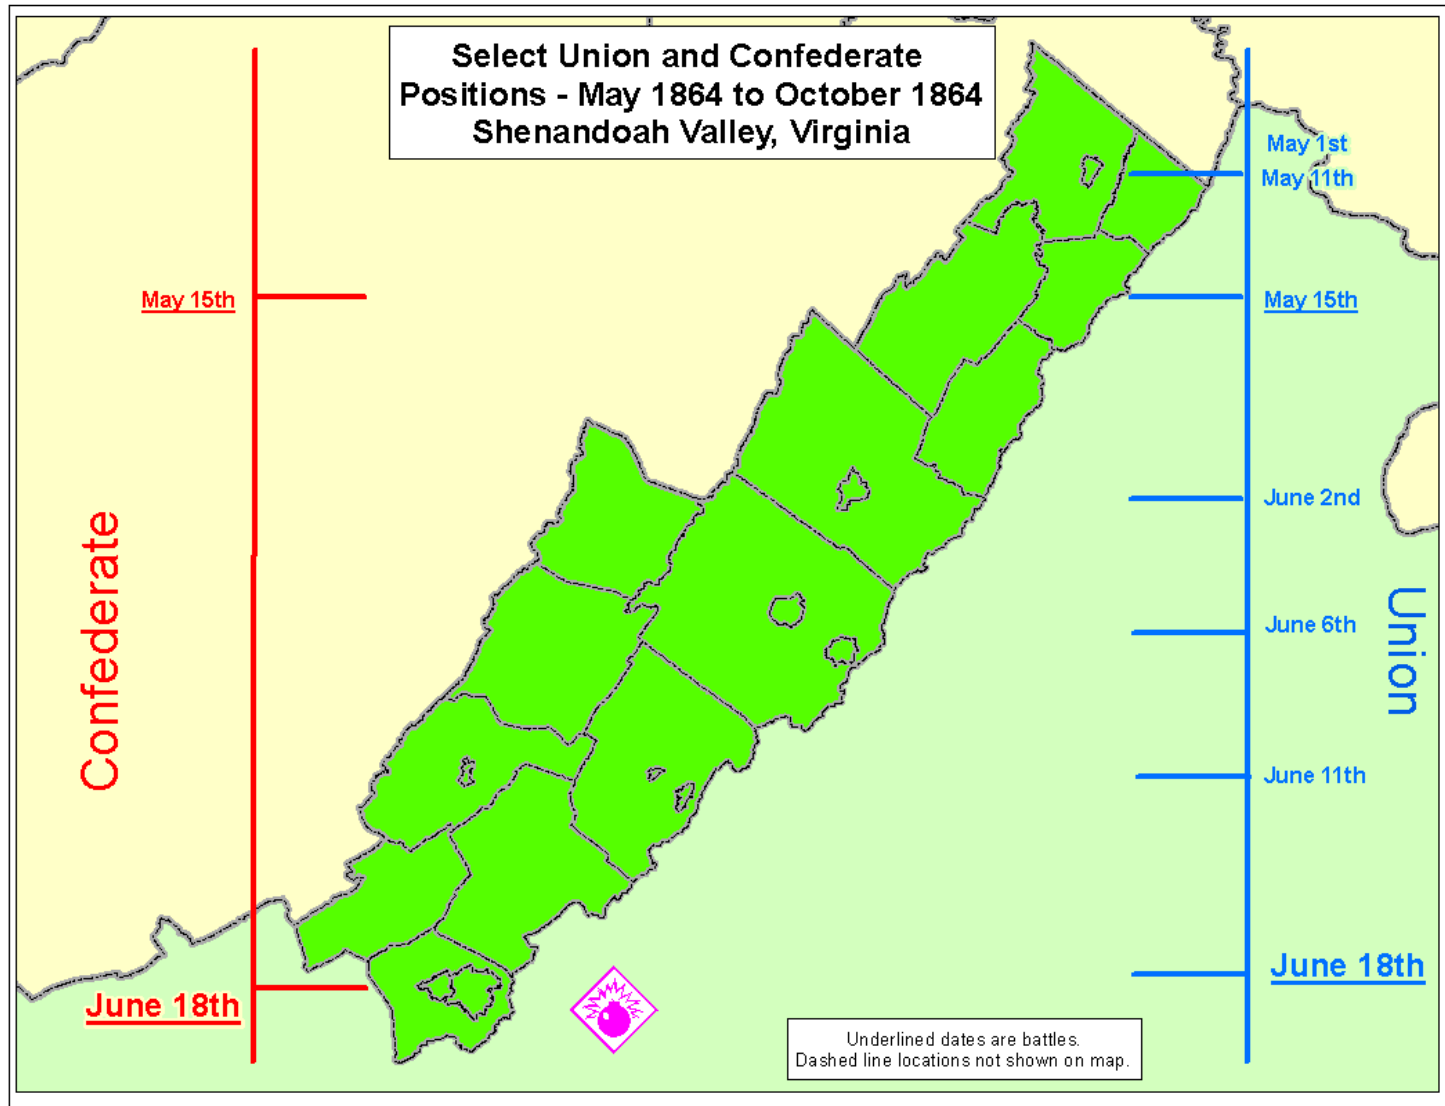 Select Union and Confederate
Positions - May 1864 to October 1864
Shenandoah Valley, Virginia
May 1st
May 11th
May 15th
May 15th
June 2nd
Confederate
Union
June 6th
June 11th
June 18th
June 18th
Underlined dates are battles.
Dashed line locations not shown on map.